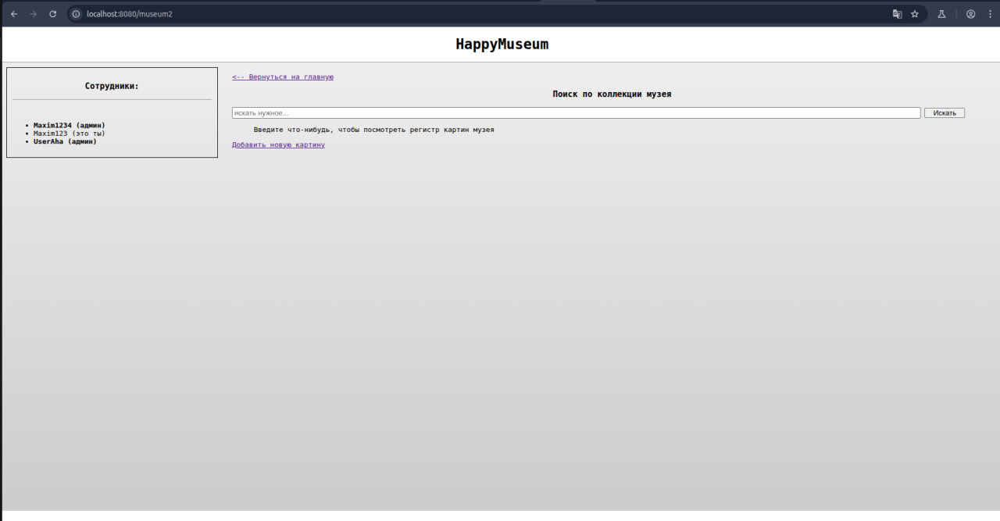 localhost:8080/museum2
HappyMuseum
Сотрудники:
Maxim1234 (админ)
Maxim123 (это ты)
UserAha (админ)
<-- Вернуться на главную
Поиск по коллекции музея
искать нужное...
Искать
Введите что-нибудь, чтобы посмотреть регистр картин музея
Добавить новую картину